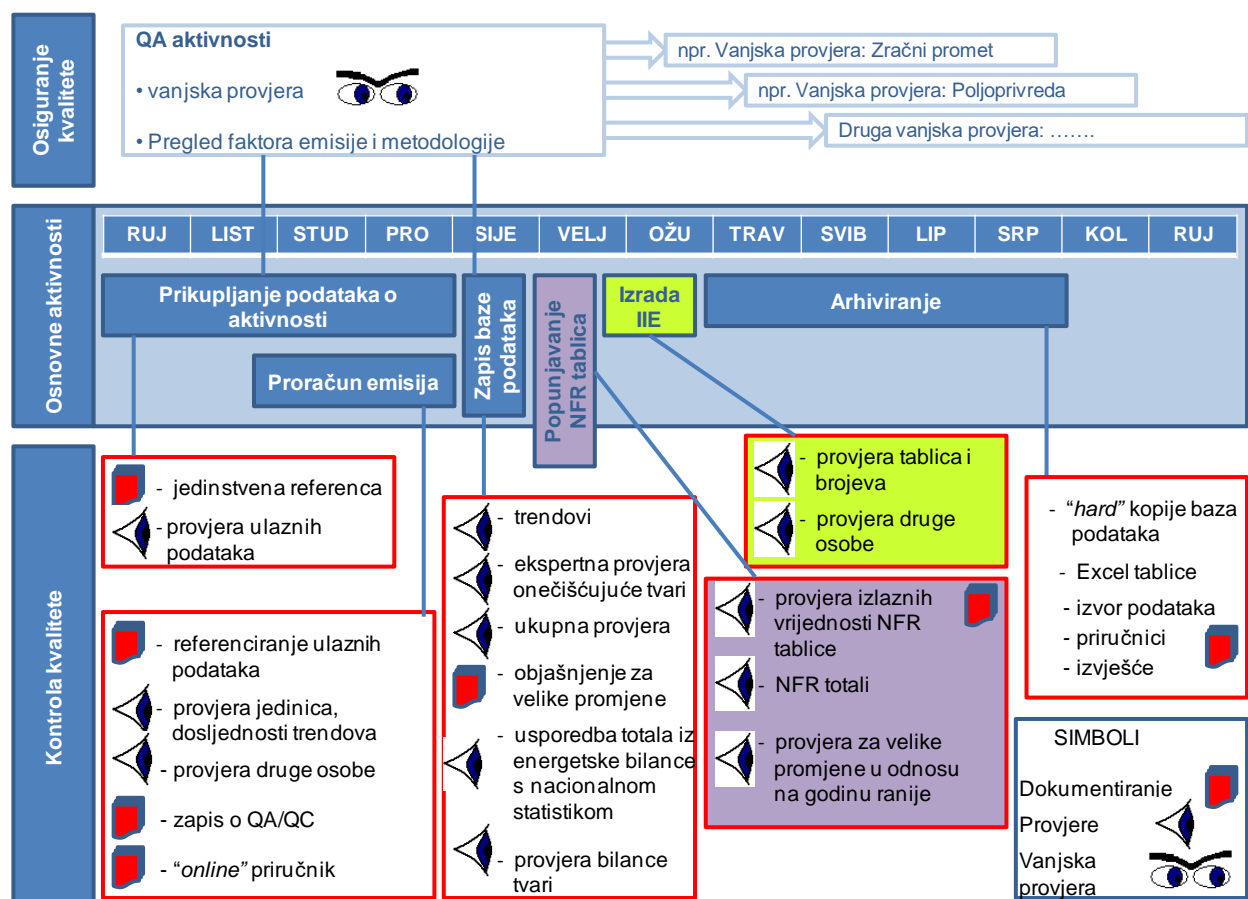 Osiguranje
kvalitete
QA aktivnosti
• vanjska provjera
• Pregled faktora emisije i metodologije
npr. Vanjska provjera: Zračni promet
npr. Vanjska provjera: Poljoprivreda
Druga vanjska provjera: …….
Osnovne aktivnosti
RUJ LIST STUD PRO SIJE VELJ OŽU TRAV SVIB LIP SRP KOL RUJ
Prikupljanje podataka o
aktivnosti
Proračun emisija
Zapis baze
podataka
Popunjavanje
NFR tablica
Izrada
IIE
Arhiviranje
Kontrola kvalitete
- jedinstvena referenca
- provjera ulaznih
podataka
- referenciranje ulaznih
podataka
- provjera jedinica,
dosljednosti trendova
- provjera druge osobe
- zapis o QA/QC
- “online” priručnik
- trendovi
- ekspertna provjera
onečišćujuće tvari
- ukupna provjera
- objašnjenje za
velike promjene
- usporedba totala iz
energetske bilance
s nacionalnom
statistikom
- provjera bilance
tvari
- provjera tablica i
brojeva
- provjera druge
osobe
- provjera izlaznih
vrijednosti NFR
tablice
- NFR totali
- provjera za velike
promjene u odnosu
na godinu ranije
- “hard” kopije baza
podataka
- Excel tablice
- izvor podataka
- priručnici
- izvješće
SIMBOLI
Dokumentiranje
Provjere
Vanjska
provjera